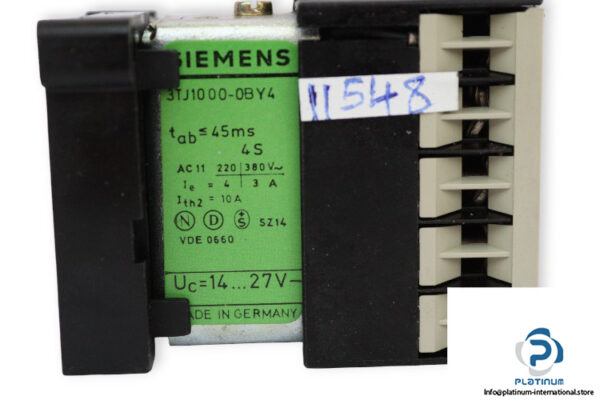 SIEMENS
3TJ1000-0BY4
11548
tab ≤ 45ms
4S
AC11 220 380V~
Ie = 4 3 A
Ith2 = 10A
N D S SZ14
VDE 0660
Uc=14...27V
MADE IN GERMANY
PLATINUM
Info@platinum-international.store